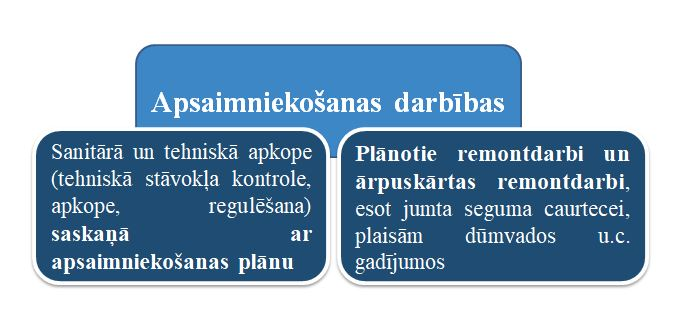 Apsaimniekošanas darbības
Sanitārā un tehniskā apkope
(tehniskā stāvokļa kontrole,
apkope, regulēšana)
saskaņā ar
apsaimniekošanas plānu
Plānotie remontdarbi un
ārpuskārtas remontdarbi,
esot jumta seguma caurtecei,
plaisām dūmvados u.c.
gadījumos